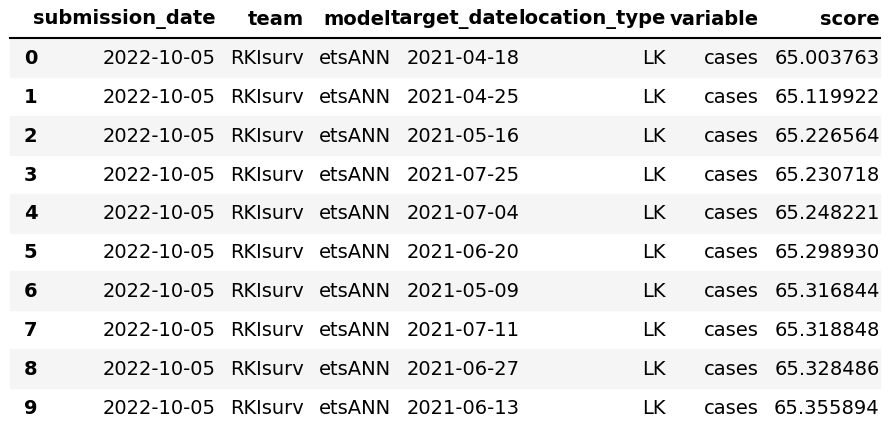 submission_date team model target_date location_type variable score
0 2022-10-05 RKIsurv etsANN 2021-04-18 LK cases 65.003763
1 2022-10-05 RKIsurv etsANN 2021-04-25 LK cases 65.119922
2 2022-10-05 RKIsurv etsANN 2021-05-16 LK cases 65.226564
3 2022-10-05 RKIsurv etsANN 2021-07-25 LK cases 65.230718
4 2022-10-05 RKIsurv etsANN 2021-07-04 LK cases 65.248221
5 2022-10-05 RKIsurv etsANN 2021-06-20 LK cases 65.298930
6 2022-10-05 RKIsurv etsANN 2021-05-09 LK cases 65.316844
7 2022-10-05 RKIsurv etsANN 2021-07-11 LK cases 65.318848
8 2022-10-05 RKIsurv etsANN 2021-06-27 LK cases 65.328486
9 2022-10-05 RKIsurv etsANN 2021-06-13 LK cases 65.355894